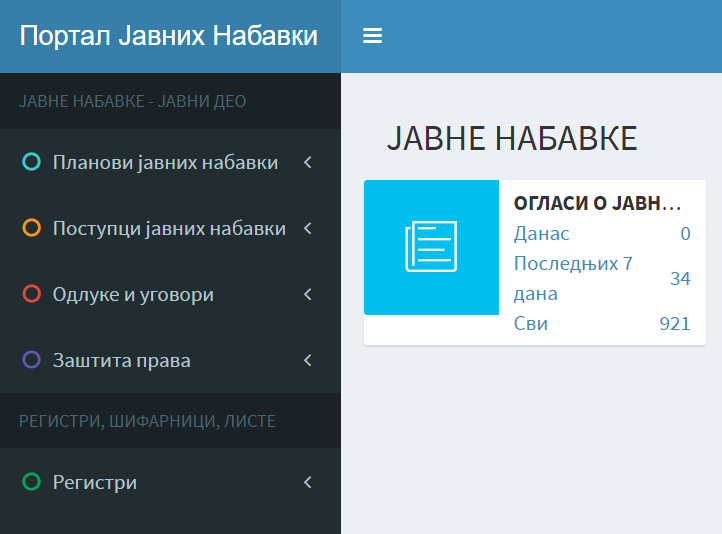 Портал Јавних Набавки
ЈАВНЕ НАБАВКЕ - ЈАВНИ ДЕО
Планови јавних набавки
Поступци јавних набавки
Одлуке и уговори
Заштита права
РЕГИСТРИ, ШИФАРНИЦИ, ЛИСТЕ
Регистри
ЈАВНЕ НАБАВКЕ
ОГЛАСИ О ЈАВН...
Данас 0
Последњих 7
дана 34
Сви 921